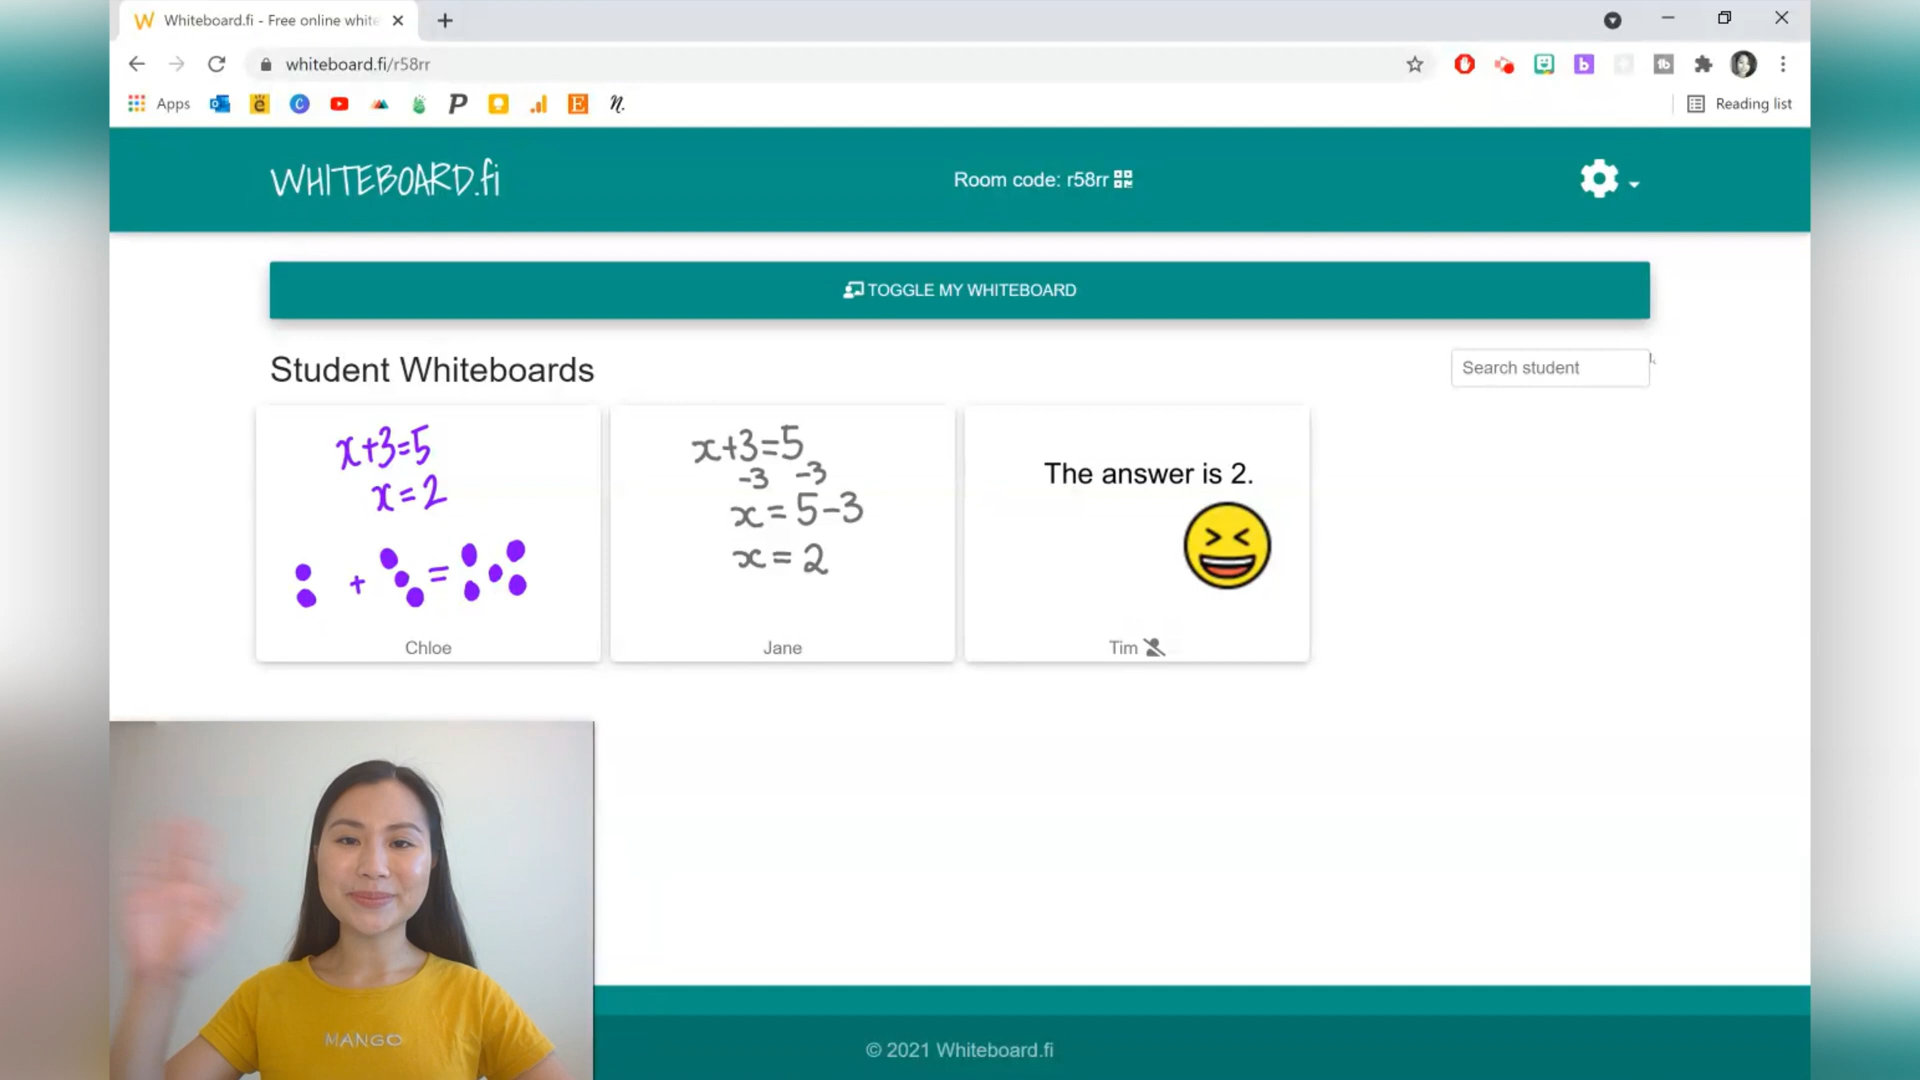 Whiteboard.fi - Free online white
whiteboard.fi/r58rr
Apps
Reading list
WHITEBOARD.fi
Room code: r58rr
TOGGLE MY WHITEBOARD
Student Whiteboards
Search student
x+3=5
x=2
+ =
Chloe
x+3=5
-3 -3
x=5-3
x=2
Jane
The answer is 2.
Tim
MANGO
© 2021 Whiteboard.fi